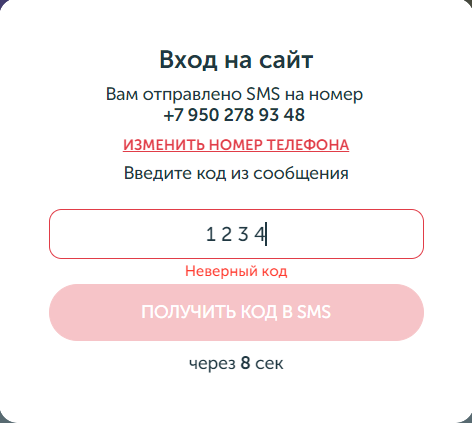 Вход на сайт
Вам отправлено SMS на номер
+7 950 278 93 48
ИЗМЕНИТЬ НОМЕР ТЕЛЕФОНА
Введите код из сообщения
1 2 3 4
Неверный код
ПОЛУЧИТЬ КОД В SMS
через 8 сек